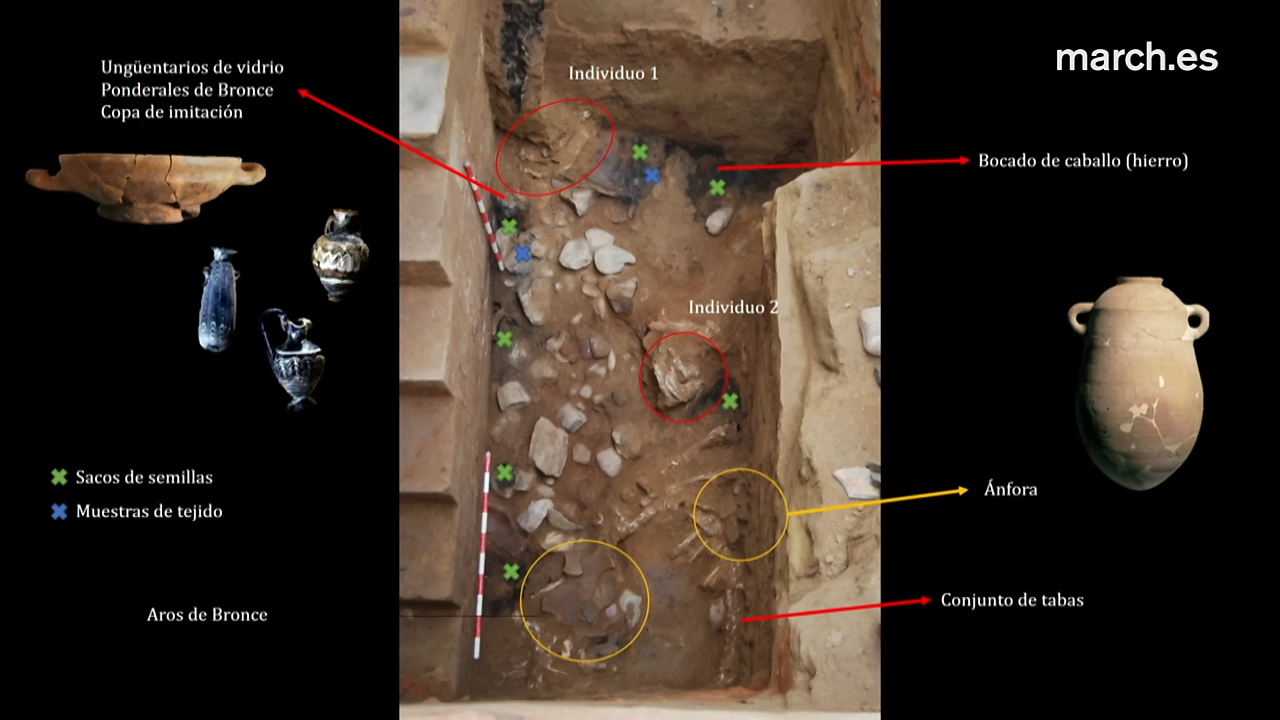 Ungüentarios de vidrio
Ponderales de Bronce
Copa de imitación
Individuo 1
march.es
Bocado de caballo (hierro)
Individuo 2
Sacos de semillas
Muestras de tejido
Ánfora
Aros de Bronce
Conjunto de tabas